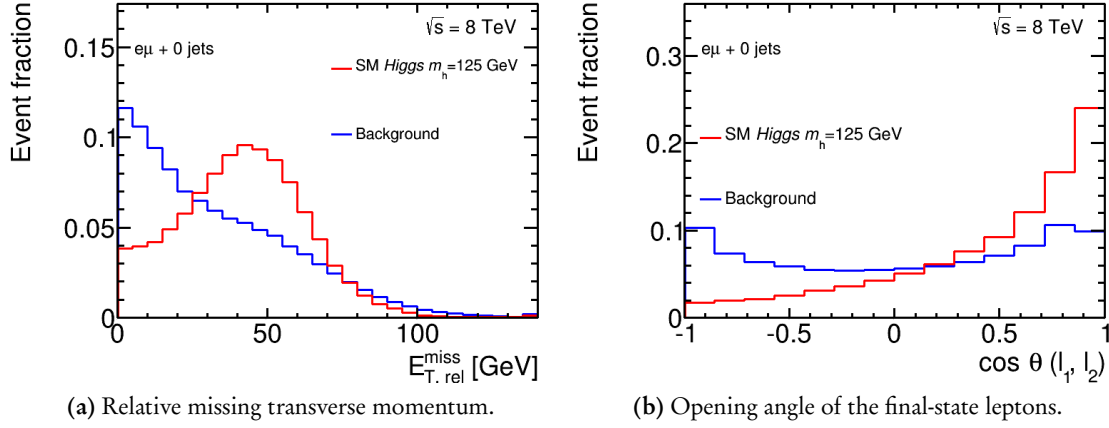 Event fraction
0.15
0.1
0.05
0
√s = 8 TeV
eμ + 0 jets
SM Higgs m_h=125 GeV
Background
0 50 100
E_T, rel^miss [GeV]
(a) Relative missing transverse momentum.
Event fraction
0.3
0.2
0.1
0
√s = 8 TeV
eμ + 0 jets
SM Higgs m_h=125 GeV
Background
-1 -0.5 0 0.5 1
cos θ (l_1, l_2)
(b) Opening angle of the final-state leptons.